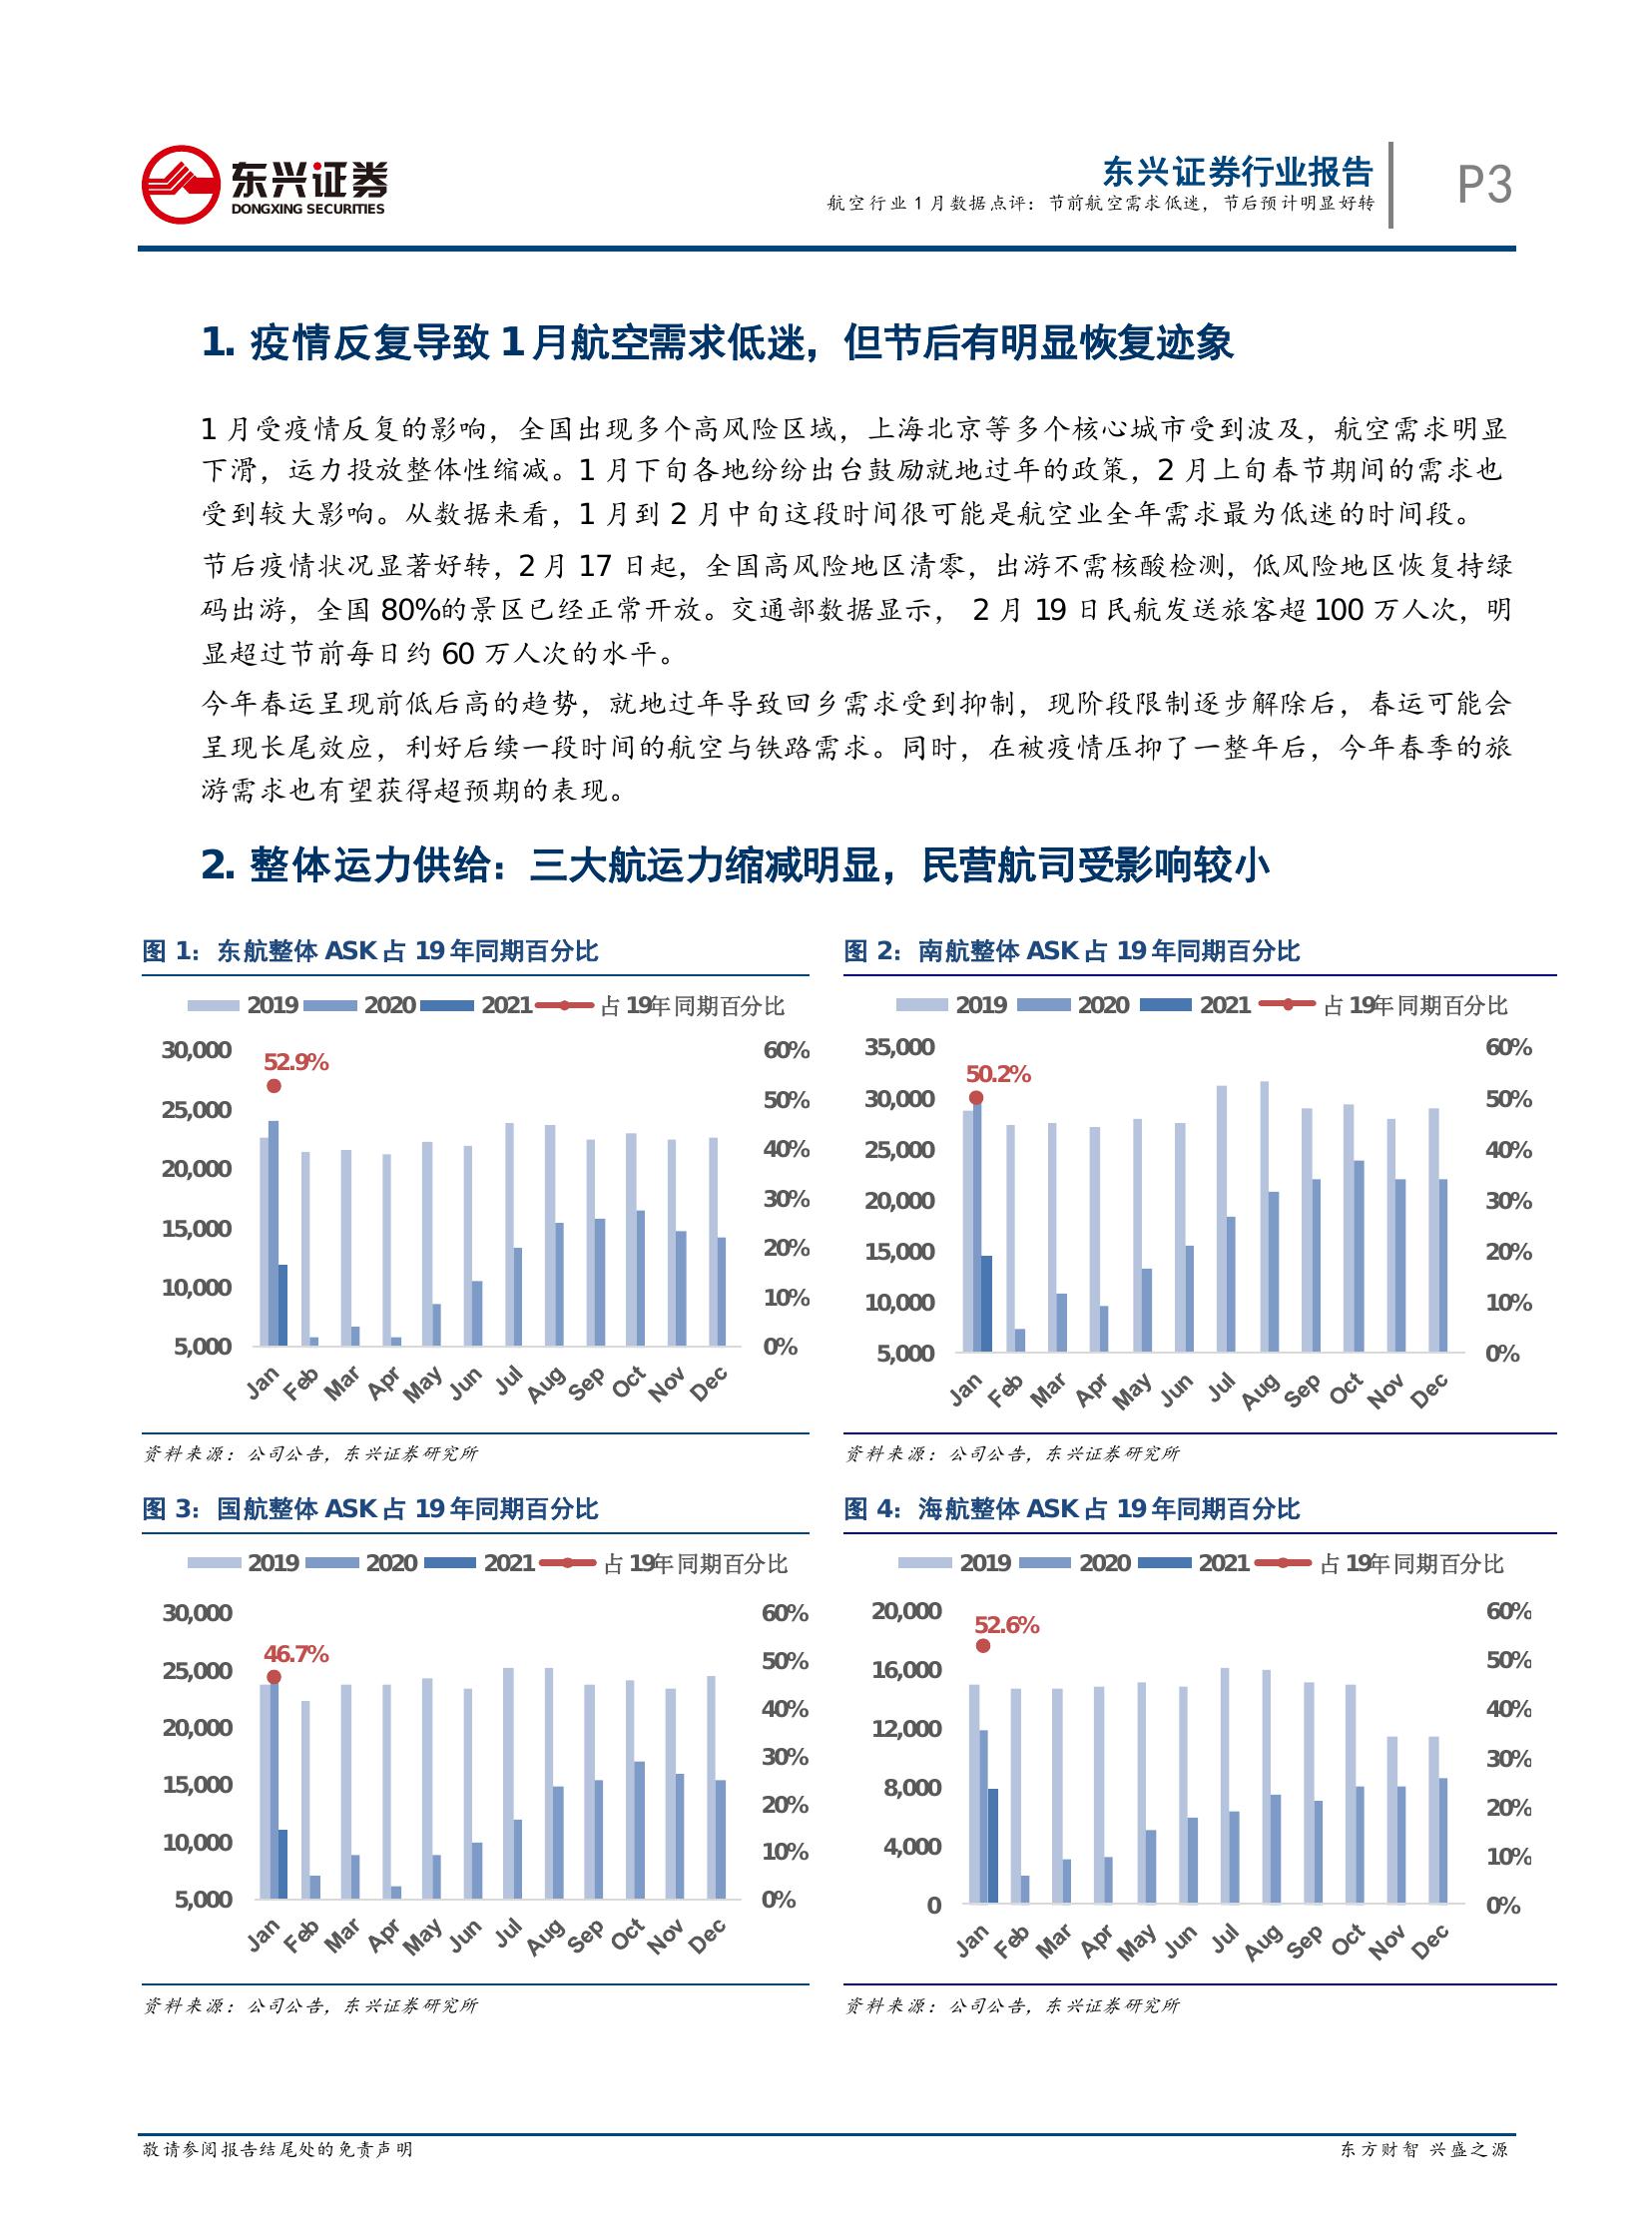 东兴证券
DONGXING SECURITIES
东兴证券行业报告
航空行业 1 月数据点评：节前航空需求低迷，节后预计明显好转
P3
1. 疫情反复导致 1 月航空需求低迷，但节后有明显恢复迹象
1 月受疫情反复的影响，全国出现多个高风险区域，上海北京等多个核心城市受到波及，航空需求明显
下滑，运力投放整体性缩减。1 月下旬各地纷纷出台鼓励就地过年的政策，2 月上旬春节期间的需求也
受到较大影响。从数据来看，1 月到 2 月中旬这段时间很可能是航空业全年需求最为低迷的时间段。
节后疫情状况显著好转，2 月 17 日起，全国高风险地区清零，出游不需核酸检测，低风险地区恢复持绿
码出游，全国 80%的景区已经正常开放。交通部数据显示， 2 月 19 日民航发送旅客超 100 万人次，明
显超过节前每日约 60 万人次的水平。
今年春运呈现前低后高的趋势，就地过年导致回乡需求受到抑制，现阶段限制逐步解除后，春运可能会
呈现长尾效应，利好后续一段时间的航空与铁路需求。同时，在被疫情压抑了一整年后，今年春季的旅
游需求也有望获得超预期的表现。
2. 整体运力供给：三大航运力缩减明显，民营航司受影响较小
图 1：东航整体 ASK 占 19 年同期百分比
2019 2020 2021 占 19年同期百分比
30,000
25,000
20,000
15,000
10,000
5,000
52.9%
60%
50%
40%
30%
20%
10%
0%
Jan Feb Mar Apr May Jun Jul Aug Sep Oct Nov Dec
资料来源：公司公告，东兴证券研究所
图 2：南航整体 ASK 占 19 年同期百分比
2019 2020 2021 占 19年同期百分比
35,000
30,000
25,000
20,000
15,000
10,000
5,000
50.2%
60%
50%
40%
30%
20%
10%
0%
Jan Feb Mar Apr May Jun Jul Aug Sep Oct Nov Dec
资料来源：公司公告，东兴证券研究所
图 3：国航整体 ASK 占 19 年同期百分比
2019 2020 2021 占 19年同期百分比
30,000
25,000
20,000
15,000
10,000
5,000
46.7%
60%
50%
40%
30%
20%
10%
0%
Jan Feb Mar Apr May Jun Jul Aug Sep Oct Nov Dec
资料来源：公司公告，东兴证券研究所
图 4：海航整体 ASK 占 19 年同期百分比
2019 2020 2021 占 19年同期百分比
20,000
16,000
12,000
8,000
4,000
0
52.6%
60%
50%
40%
30%
20%
10%
0%
Jan Feb Mar Apr May Jun Jul Aug Sep Oct Nov Dec
资料来源：公司公告，东兴证券研究所
敬请参阅报告结尾处的免责声明
东方财智 兴盛之源